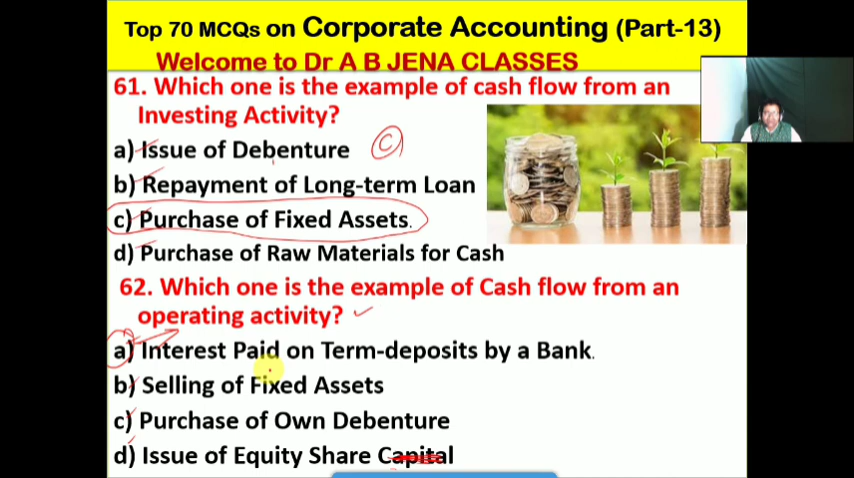 Top 70 MCQs on Corporate Accounting (Part-13)
Welcome to Dr A B JENA CLASSES
61. Which one is the example of cash flow from an
Investing Activity?
a) Issue of Debenture
C
b) Repayment of Long-term Loan
c) Purchase of Fixed Assets.
d) Purchase of Raw Materials for Cash
62. Which one is the example of Cash flow from an
operating activity?
a) Interest Paid on Term-deposits by a Bank.
b) Selling of Fixed Assets
c) Purchase of Own Debenture
d) Issue of Equity Share Capital